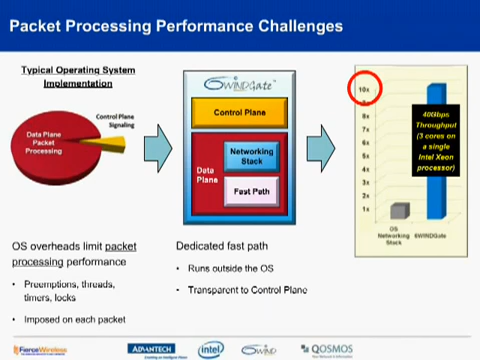 Packet Processing Performance Challenges
Typical Operating System
Implementation
Control Plane
Signaling
Data Plane
Packet
Processing
6WINDGate™
Control Plane
Data
Plane
Networking
Stack
Fast Path
10x
9x
8x
7x
6x
5x
4x
3x
2x
1x
40Gbps
Throughput
(3 cores on
a single
Intel Xeon
processor)
OS
Networking
Stack
6WINDGate
OS overheads limit packet
processing performance
• Preemptions, threads,
timers, locks
• Imposed on each packet
Dedicated fast path
• Runs outside the OS
• Transparent to Control Plane
FierceWireless
ADVANTECH
intel
6WIND
QOSMOS